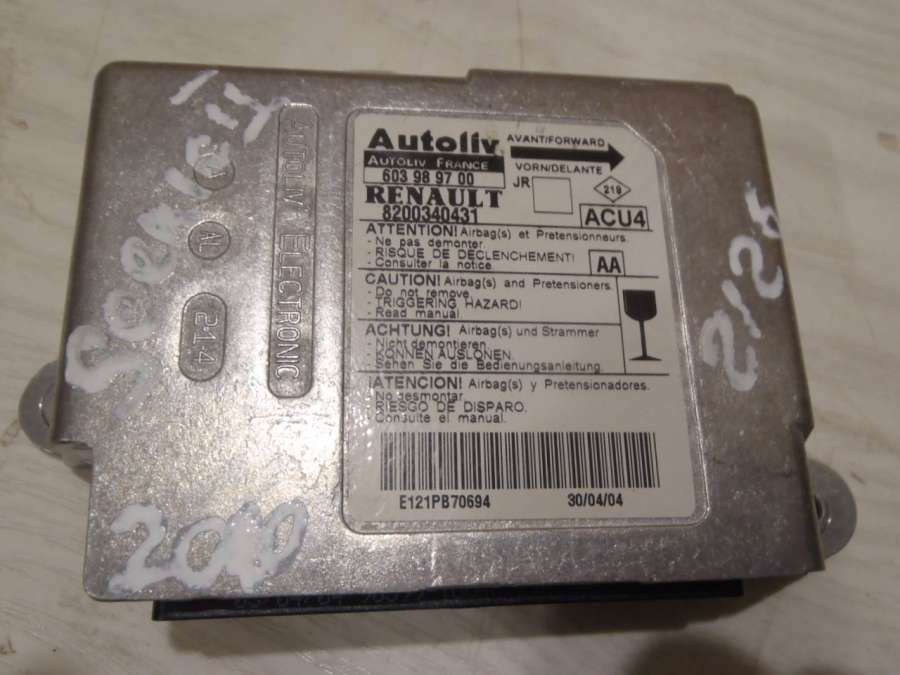 Scenic 4
2010
2125
AL
214
AUTOLIV ELECTRONIC
Autoliv
AUTOLIV FRANCE
603 98 97 00
RENAULT
8200340431
AVANT/FORWARD
VORN/DELANTE
JR
219
ACU4
ATTENTION! Airbag(s) et Pretensionneurs.
- Ne pas demonter.
- RISQUE DE DECLENCHEMENT!
- Consulter la notice.
AA
CAUTION! Airbag(s) and Pretensioners.
- Do not remove.
- TRIGGERING HAZARD!
- Read manual.
ACHTUNG! Airbag(s) und Strammer
- Nicht demontieren.
- KÖNNEN AUSLÖNEN.
- Sehen Sie die Bedienungsanleitung.
¡ATENCION! Airbag(s) y Pretensionadores.
No desmontar
- RIESGO DE DISPARO.
Consulte el manual.
E121PB70694
30/04/04